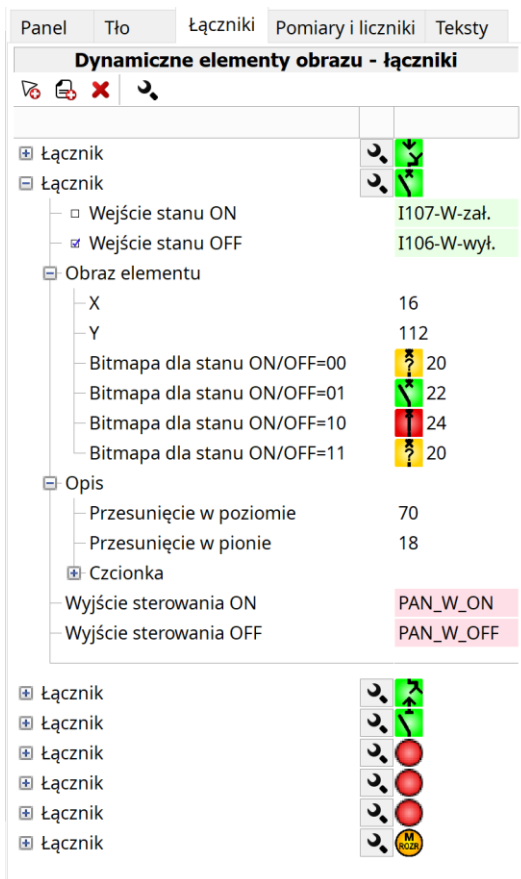 Panel Tło Łączniki Pomiary i liczniki Teksty
Dynamiczne elementy obrazu - łączniki
Łącznik
Łącznik
Wejście stanu ON I107-W-zał.
Wejście stanu OFF I106-W-wył.
Obraz elementu
X 16
Y 112
Bitmapa dla stanu ON/OFF=00 ? 20
Bitmapa dla stanu ON/OFF=01 22
Bitmapa dla stanu ON/OFF=10 24
Bitmapa dla stanu ON/OFF=11 ? 20
Opis
Przesunięcie w poziomie 70
Przesunięcie w pionie 18
Czcionka
Wyjście sterowania ON PAN_W_ON
Wyjście sterowania OFF PAN_W_OFF
Łącznik
Łącznik
Łącznik
Łącznik
Łącznik
Łącznik M ROZR